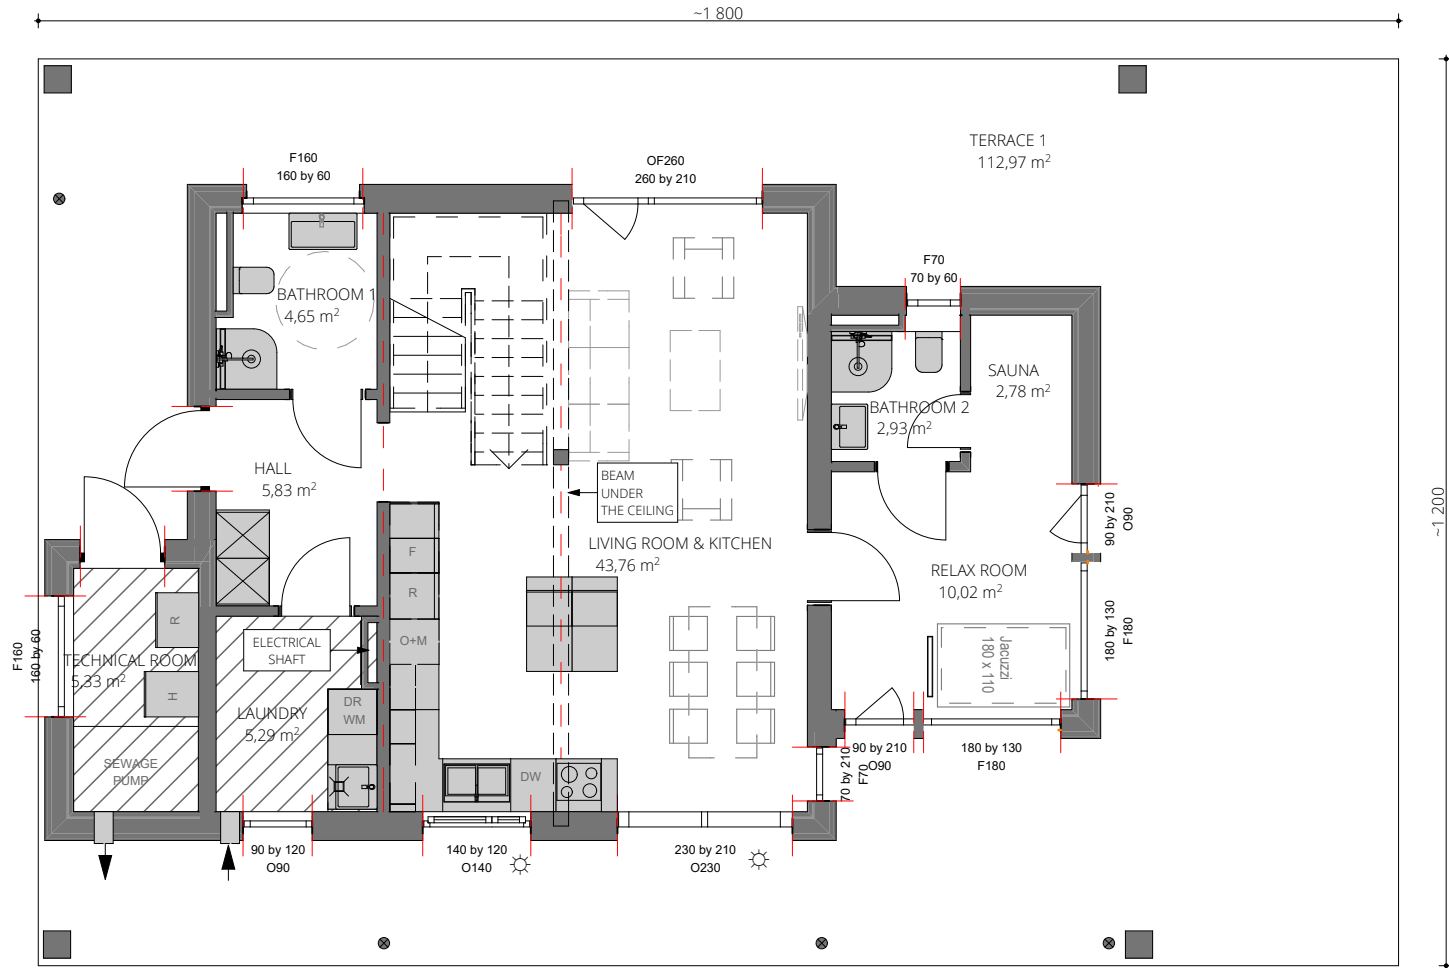 ~1 800
TERRACE 1
112,97 m²
F160
160 by 60
OF260
260 by 210
F70
70 by 60
BATHROOM 1
4,65 m²
SAUNA
2,78 m²
BATHROOM 2
2,93 m²
HALL
5,83 m²
BEAM
UNDER
THE CEILING
~1 200
90 by 210
O90
LIVING ROOM & KITCHEN
43,76 m²
F
R
O+M
RELAX ROOM
10,02 m²
180 by 130
F180
Jacuzzi
180 x 110
R
ELECTRICAL
SHAFT
F160
160 by 60
TECHNICAL ROOM
5,33 m²
H
DR
WM
LAUNDRY
5,29 m²
SEWAGE
PUMP
DW
70 by 210
F70
90 by 210
O90
180 by 130
F180
90 by 120
O90
140 by 120
O140
230 by 210
O230